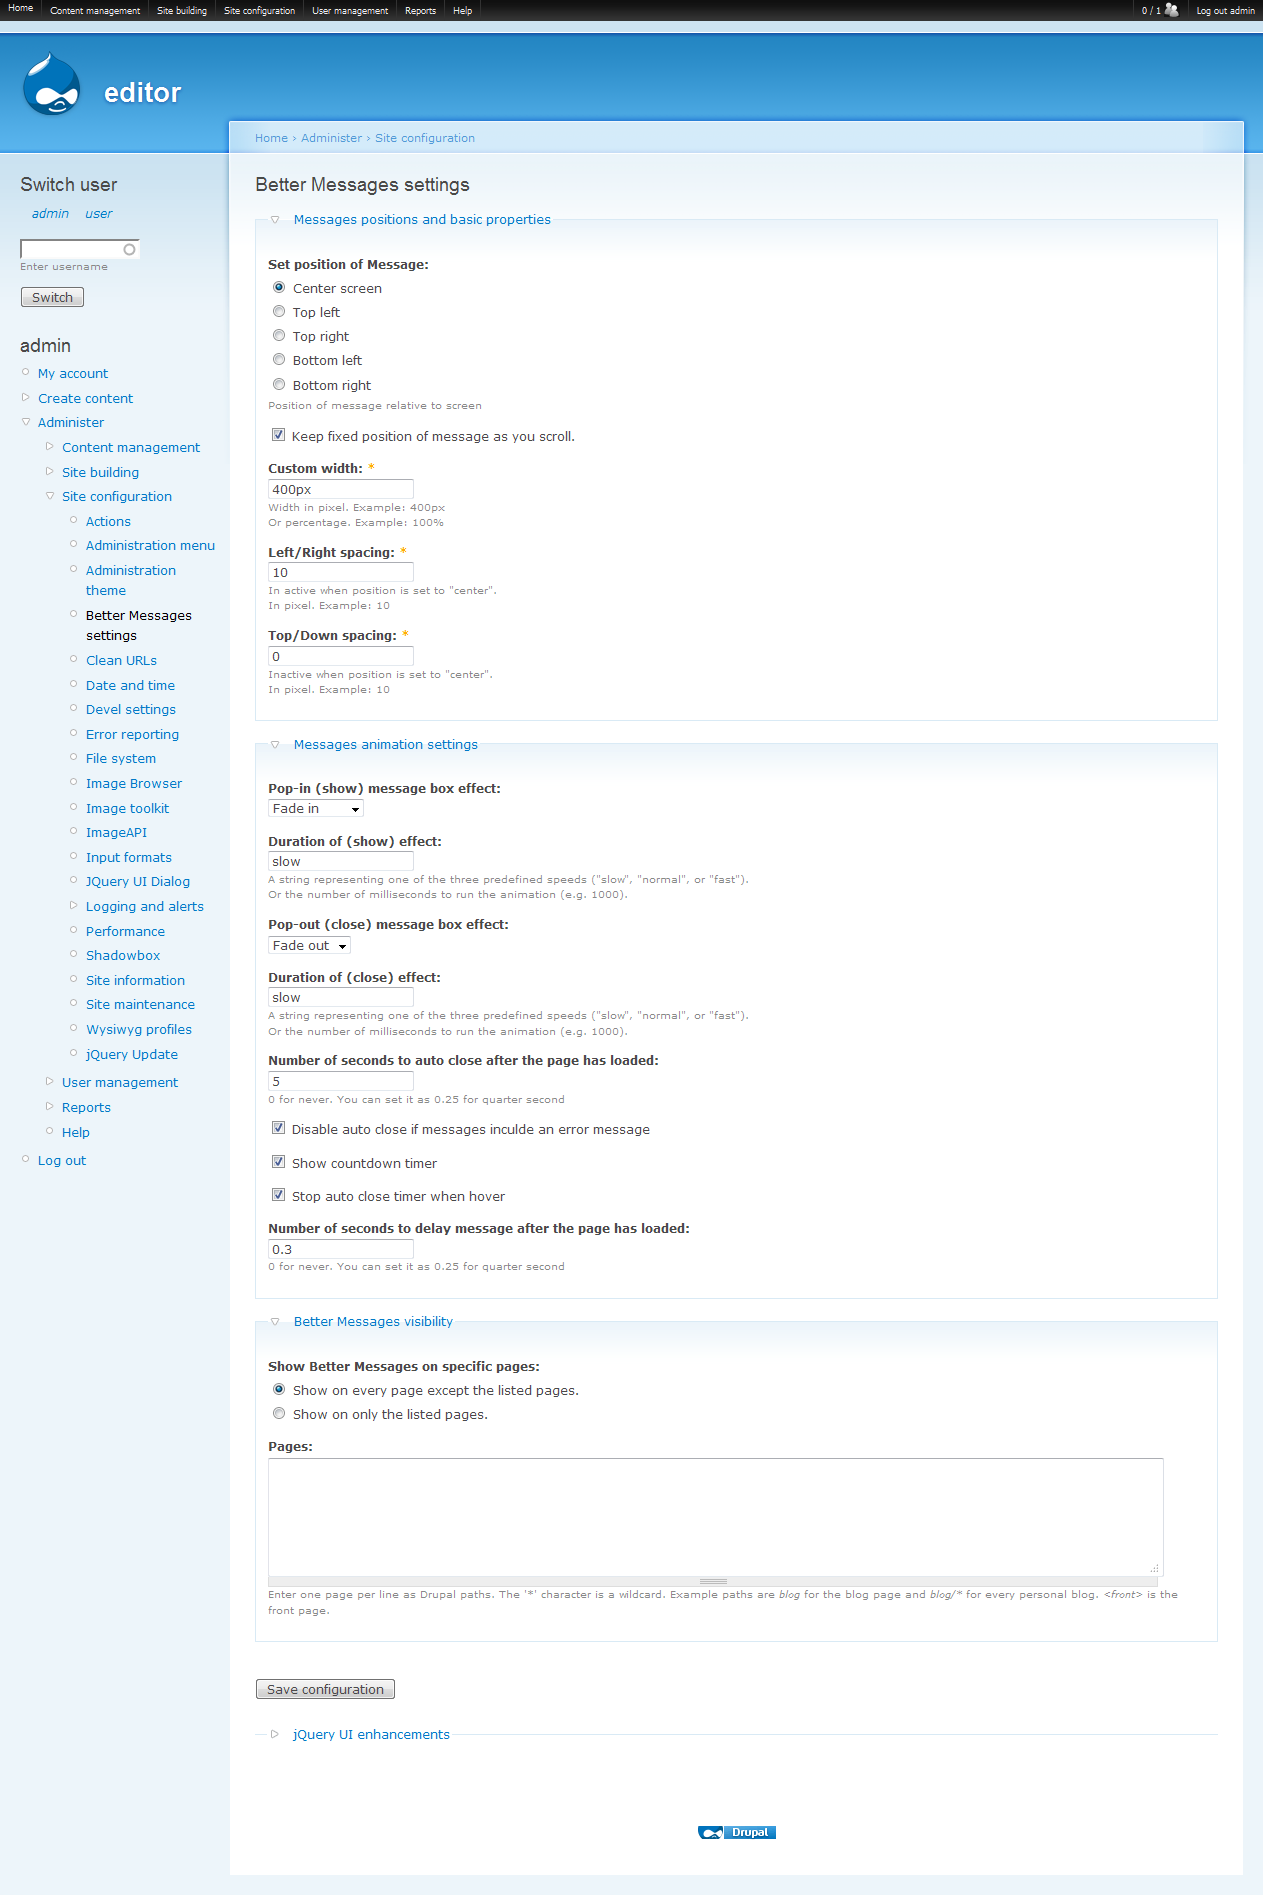 Home Content management Site building Site configuration User management Reports Help 0 / 1 Log out admin
editor
Home › Administer › Site configuration
Switch user
admin user
Enter username
Switch
admin
My account
Create content
Administer
Content management
Site building
Site configuration
Actions
Administration menu
Administration
theme
Better Messages
settings
Clean URLs
Date and time
Devel settings
Error reporting
File system
Image Browser
Image toolkit
ImageAPI
Input formats
JQuery UI Dialog
Logging and alerts
Performance
Shadowbox
Site information
Site maintenance
Wysiwyg profiles
jQuery Update
User management
Reports
Help
Log out
Better Messages settings
Messages positions and basic properties
Set position of Message:
Center screen
Top left
Top right
Bottom left
Bottom right
Position of message relative to screen
Keep fixed position of message as you scroll.
Custom width: *
400px
Width in pixel. Example: 400px
Or percentage. Example: 100%
Left/Right spacing: *
10
In active when position is set to "center".
In pixel. Example: 10
Top/Down spacing: *
0
Inactive when position is set to "center".
In pixel. Example: 10
Messages animation settings
Pop-in (show) message box effect:
Fade in
Duration of (show) effect:
slow
A string representing one of the three predefined speeds ("slow", "normal", or "fast").
Or the number of milliseconds to run the animation (e.g. 1000).
Pop-out (close) message box effect:
Fade out
Duration of (close) effect:
slow
A string representing one of the three predefined speeds ("slow", "normal", or "fast").
Or the number of milliseconds to run the animation (e.g. 1000).
Number of seconds to auto close after the page has loaded:
5
0 for never. You can set it as 0.25 for quarter second
Disable auto close if messages inculde an error message
Show countdown timer
Stop auto close timer when hover
Number of seconds to delay message after the page has loaded:
0.3
0 for never. You can set it as 0.25 for quarter second
Better Messages visibility
Show Better Messages on specific pages:
Show on every page except the listed pages.
Show on only the listed pages.
Pages:
Enter one page per line as Drupal paths. The '*' character is a wildcard. Example paths are blog for the blog page and blog/* for every personal blog. <front> is the
front page.
Save configuration
jQuery UI enhancements
Drupal